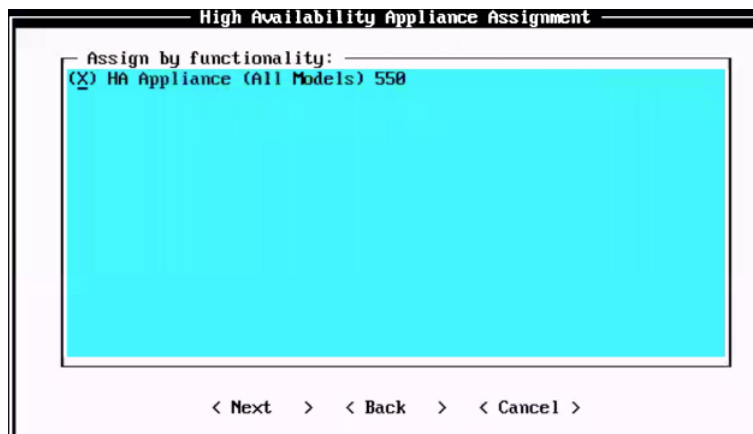 High Availability Appliance Assignment
Assign by functionality:
(X) HA Appliance (All Models) 550
< Next > < Back > < Cancel >